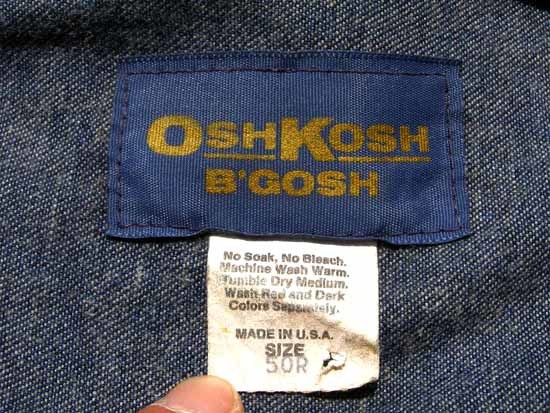 OSHKOSH
B'GOSH
No Soak, No Bleach.
Machine Wash Warm.
Tumble Dry Medium.
Wash Red and Dark
Colors Separately.
MADE IN U.S.A.
SIZE
50R